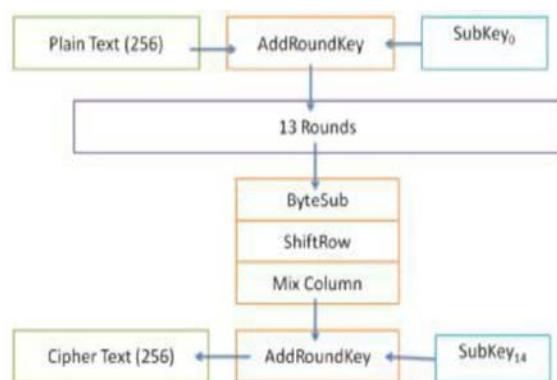 Plain Text (256)
AddRoundKey
SubKey₀
13 Rounds
ByteSub
ShiftRow
Mix Column
Cipher Text (256)
AddRoundKey
SubKey₁₄